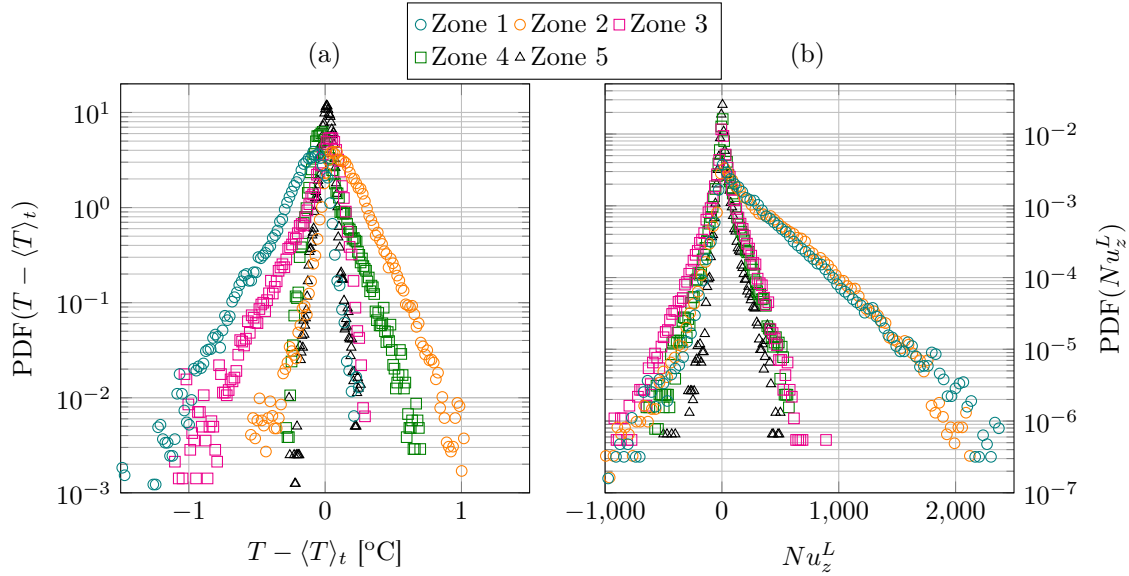 Zone 1 Zone 2 Zone 3
Zone 4 Zone 5
(a)
(b)
PDF(T − ⟨T⟩t)
10^1
10^0
10^−1
10^−2
10^−3
−1 0 1
T − ⟨T⟩t [°C]
10^−2
10^−3
10^−4
10^−5
10^−6
10^−7
−1,000 0 1,000 2,000
Nu_z^L
PDF(Nu_z^L)